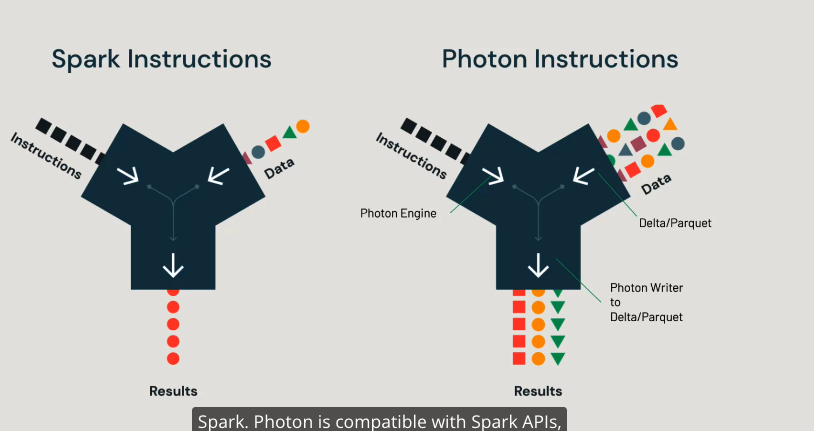 Spark Instructions
Instructions
Data
Results
Photon Instructions
Instructions
Data
Photon Engine
Delta/Parquet
Photon Writer
to
Delta/Parquet
Results
Spark. Photon is compatible with Spark APIs,